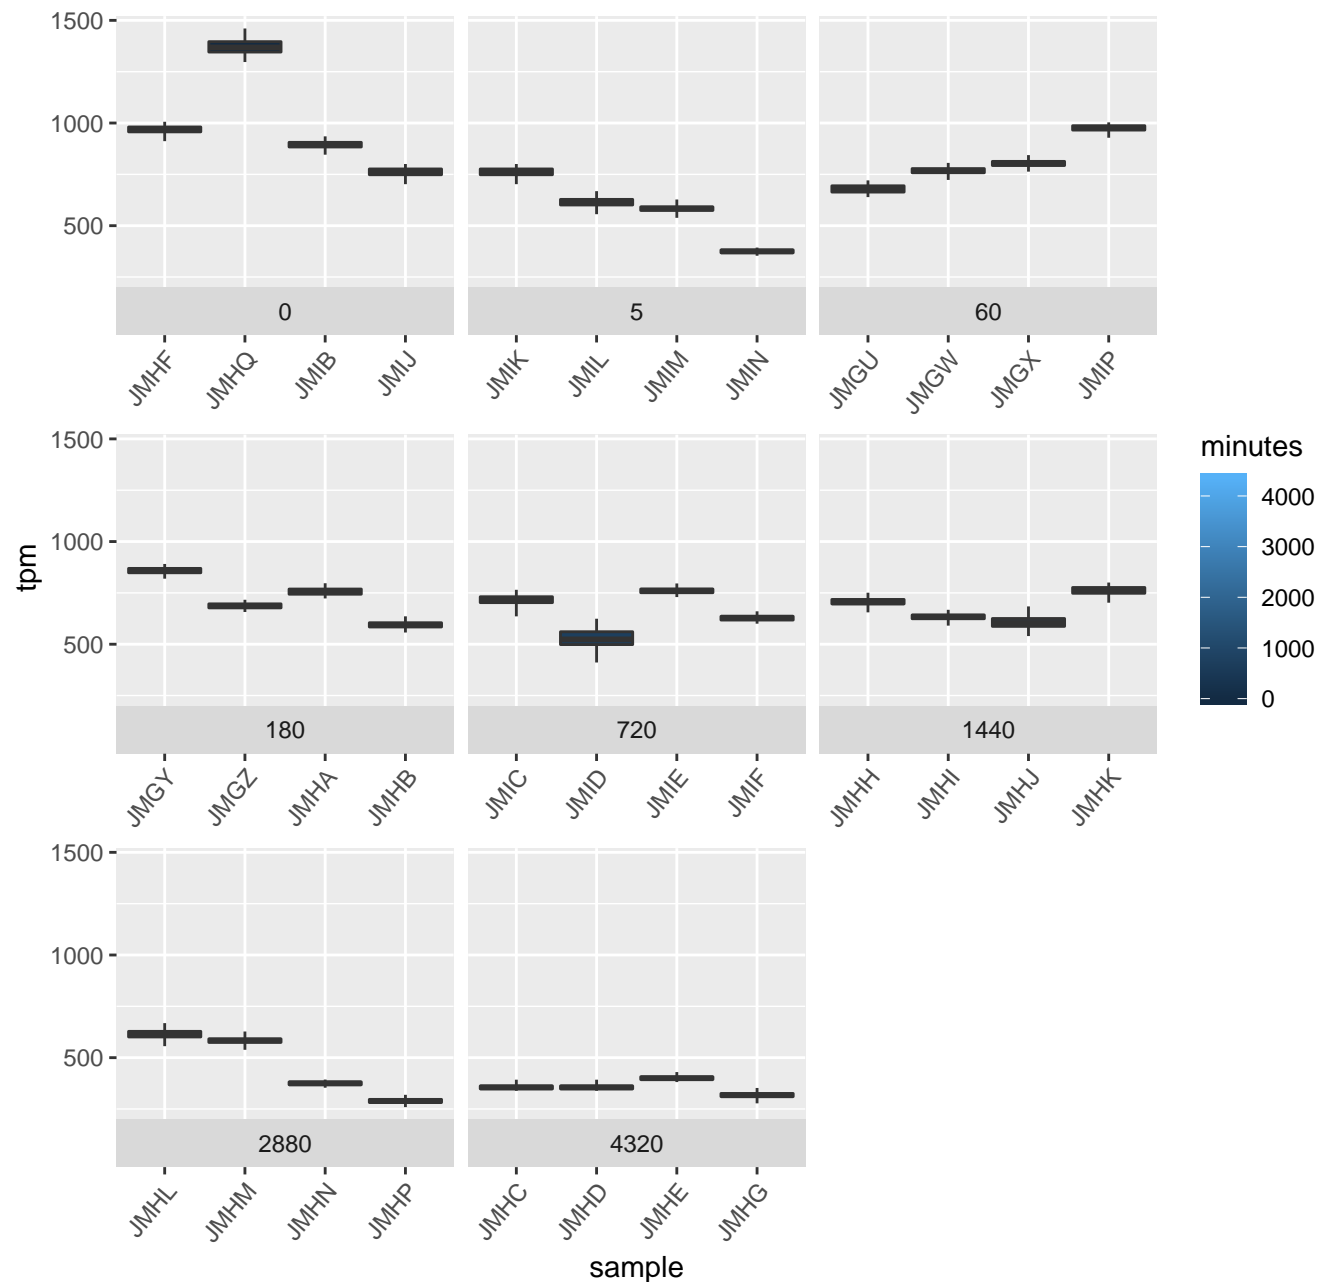 1500
1000
500
0
5
60
JMHF JMHQ JMIB JMIJ
JMIK JMIL JMIM JMIN
JMGU JMGW JMGX JMIP
tpm
1500
1000
500
180
720
1440
JMGY JMGZ JMHA JMHB
JMIC JMID JMIE JMIF
JMHH JMHI JMHJ JMHK
1500
1000
500
2880
4320
JMHL JMHM JMHN JMHP
JMHC JMHD JMHE JMHG
sample
minutes
4000
3000
2000
1000
0